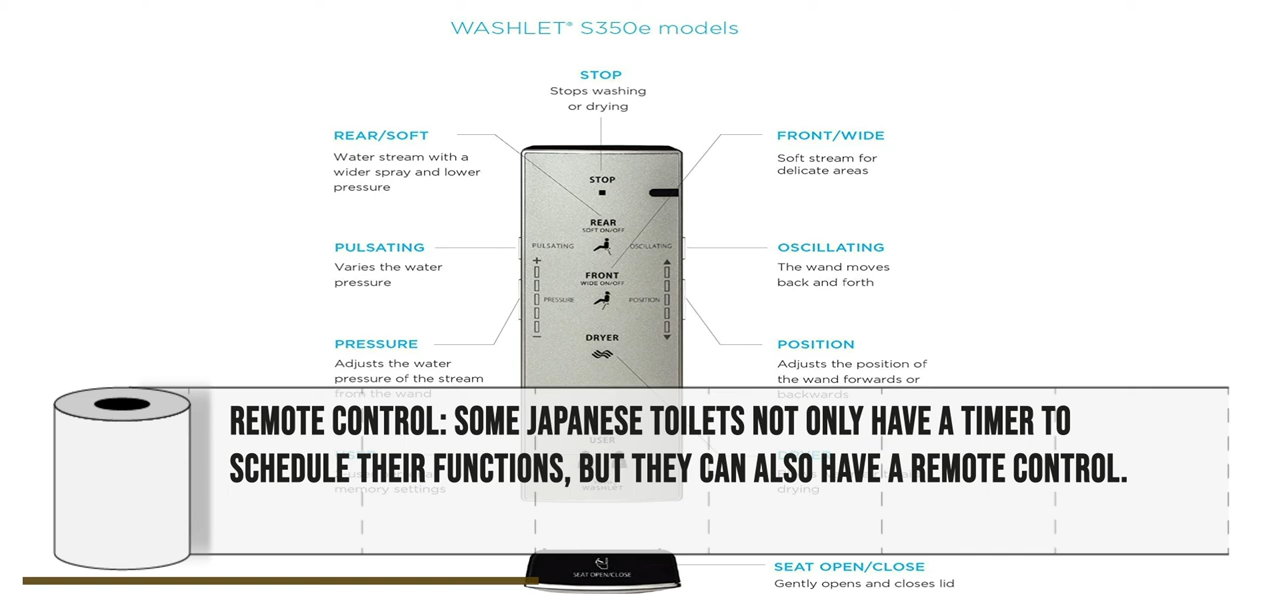 WASHLET® S350e models
STOP
Stops washing
or drying
REAR/SOFT
Water stream with a
wider spray and lower
pressure
FRONT/WIDE
Soft stream for
delicate areas
STOP
REAR
SOFT ON/OFF
PULSATING
OSCILLATING
PULSATING
Varies the water
pressure
OSCILLATING
The wand moves
back and forth
FRONT
WIDE ON/OFF
PRESSURE
POSITION
DRYER
PRESSURE
Adjusts the water
pressure of the stream
from the wand
POSITION
Adjusts the position of
the wand forwards or
backwards
REMOTE CONTROL: SOME JAPANESE TOILETS NOT ONLY HAVE A TIMER TO
SCHEDULE THEIR FUNCTIONS, BUT THEY CAN ALSO HAVE A REMOTE CONTROL.
USER
memory settings
WASHLET
drying
SEAT OPEN/CLOSE
SEAT OPEN/CLOSE
Gently opens and closes lid